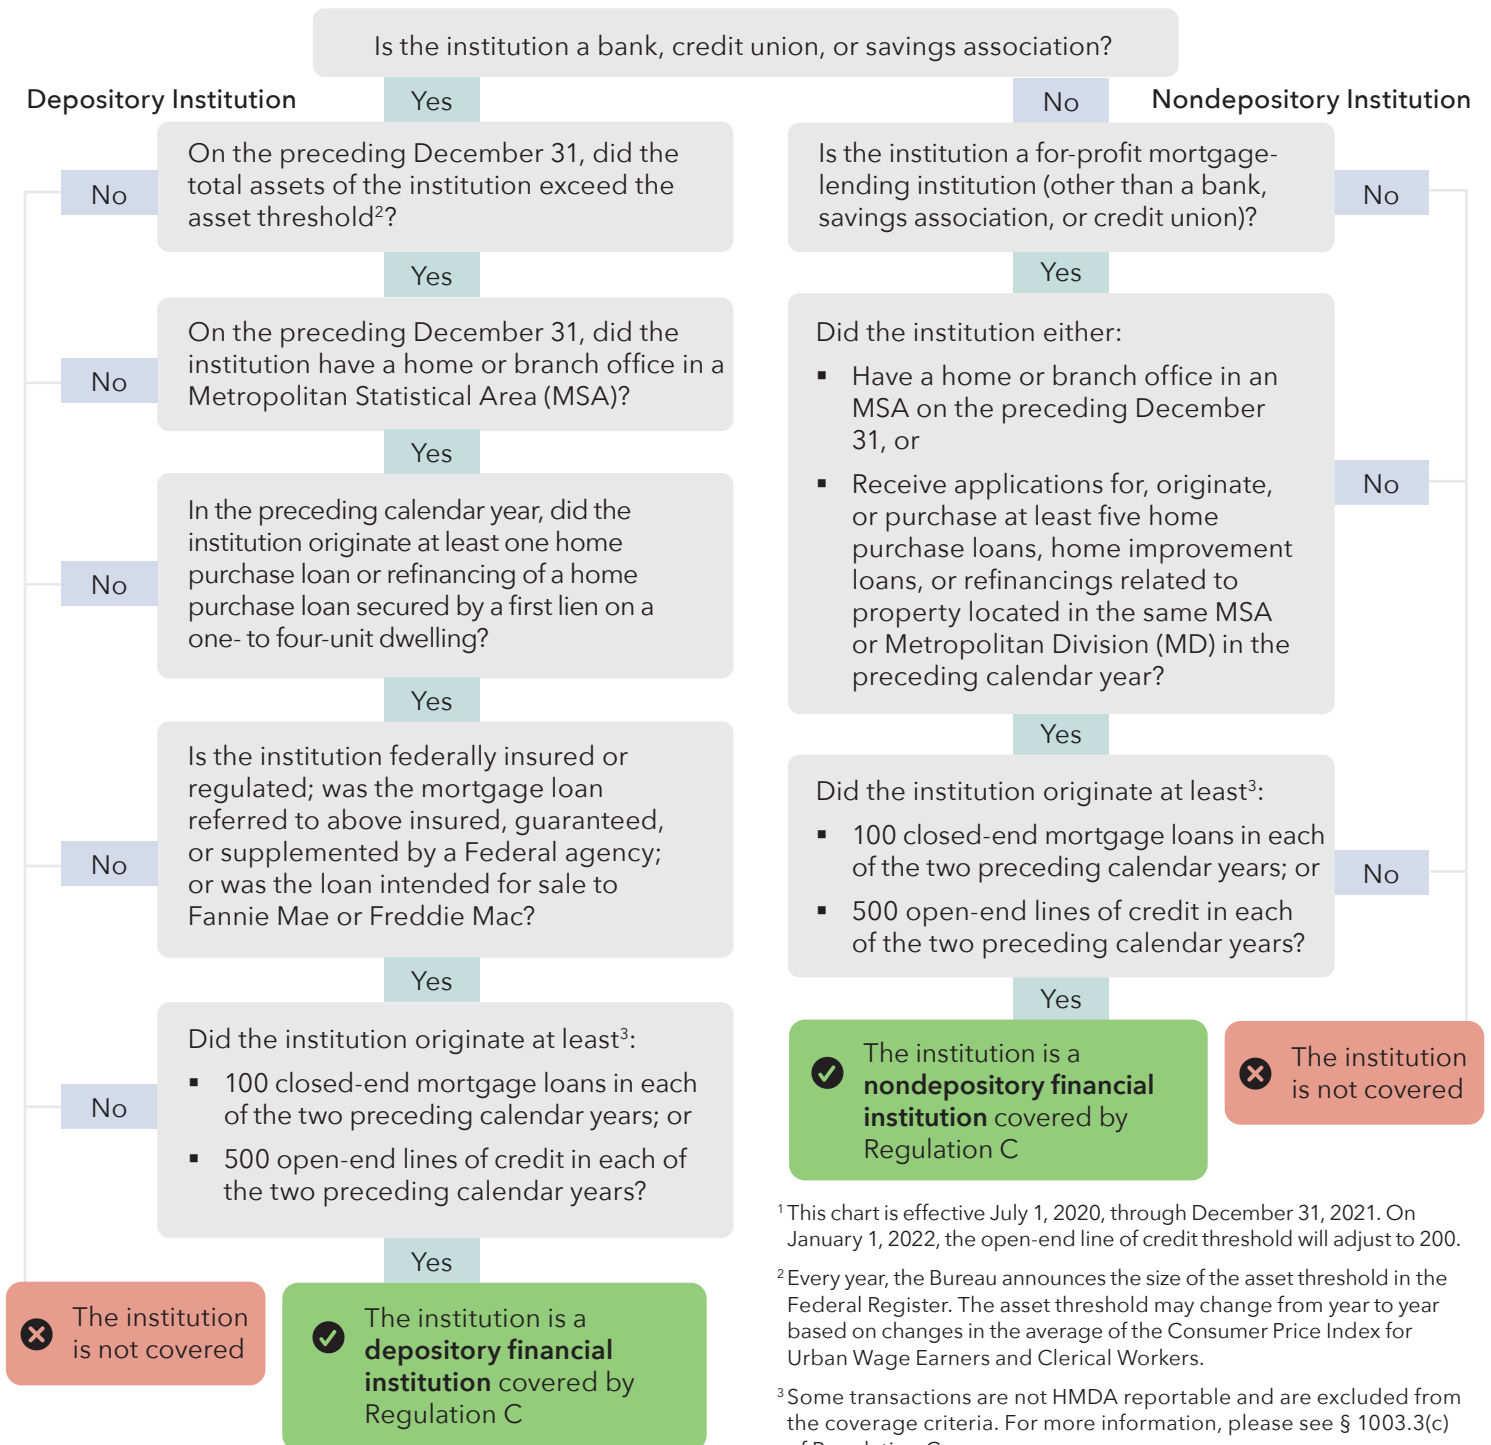 Is the institution a bank, credit union, or savings association?
Depository Institution
Yes
On the preceding December 31, did the
total assets of the institution exceed the
asset threshold²?
No
Yes
On the preceding December 31, did the
institution have a home or branch office in a
Metropolitan Statistical Area (MSA)?
No
Yes
In the preceding calendar year, did the
institution originate at least one home
purchase loan or refinancing of a home
purchase loan secured by a first lien on a
one- to four-unit dwelling?
No
Yes
Is the institution federally insured or
regulated; was the mortgage loan
referred to above insured, guaranteed,
or supplemented by a Federal agency;
or was the loan intended for sale to
Fannie Mae or Freddie Mac?
No
Yes
Did the institution originate at least³:
▪ 100 closed-end mortgage loans in each
of the two preceding calendar years; or
▪ 500 open-end lines of credit in each of
the two preceding calendar years?
No
Yes
The institution
is not covered
The institution is a
depository financial
institution covered by
Regulation C
No
Nondepository Institution
Is the institution a for-profit mortgage-
lending institution (other than a bank,
savings association, or credit union)?
No
Yes
Did the institution either:
▪ Have a home or branch office in an
MSA on the preceding December
31, or
▪ Receive applications for, originate,
or purchase at least five home
purchase loans, home improvement
loans, or refinancings related to
property located in the same MSA
or Metropolitan Division (MD) in the
preceding calendar year?
No
Yes
Did the institution originate at least³:
▪ 100 closed-end mortgage loans in each
of the two preceding calendar years; or
▪ 500 open-end lines of credit in each
of the two preceding calendar years?
No
Yes
The institution is a
nondepository financial
institution covered by
Regulation C
The institution
is not covered
¹ This chart is effective July 1, 2020, through December 31, 2021. On
January 1, 2022, the open-end line of credit threshold will adjust to 200.
² Every year, the Bureau announces the size of the asset threshold in the
Federal Register. The asset threshold may change from year to year
based on changes in the average of the Consumer Price Index for
Urban Wage Earners and Clerical Workers.
³ Some transactions are not HMDA reportable and are excluded from
the coverage criteria. For more information, please see § 1003.3(c)